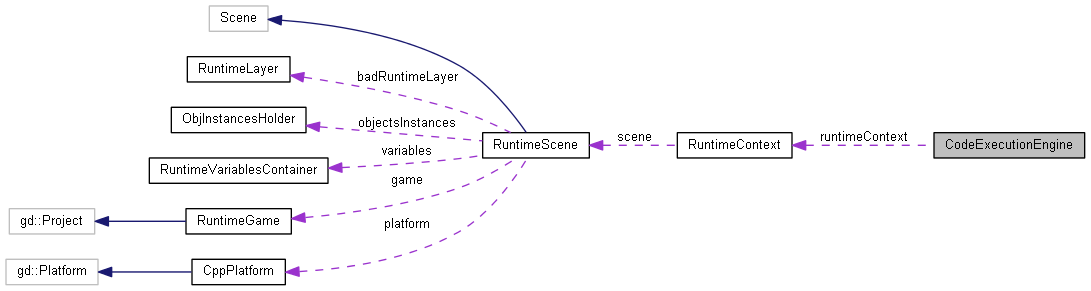 Scene
RuntimeLayer
badRuntimeLayer
ObjInstancesHolder
objectsInstances
RuntimeScene
scene
RuntimeContext
runtimeContext
CodeExecutionEngine
variables
RuntimeVariablesContainer
game
gd::Project
RuntimeGame
platform
gd::Platform
CppPlatform